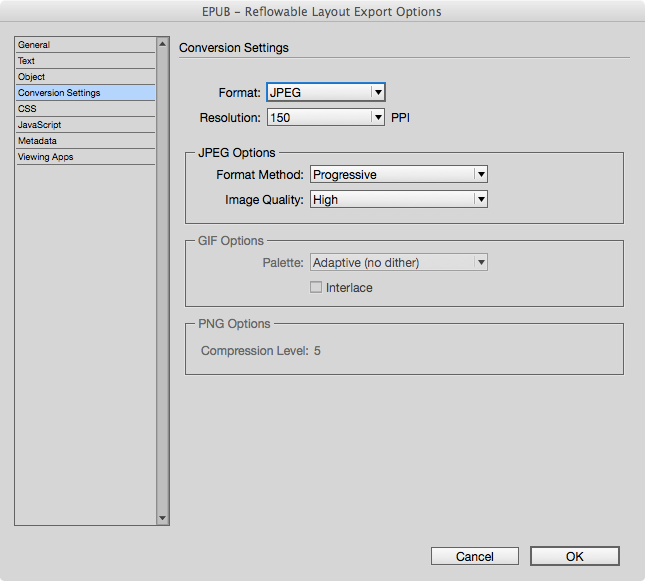 EPUB – Reflowable Layout Export Options
General
Text
Object
Conversion Settings
CSS
JavaScript
Metadata
Viewing Apps
Conversion Settings
Format: JPEG
Resolution: 150 PPI
JPEG Options
Format Method: Progressive
Image Quality: High
GIF Options
Palette: Adaptive (no dither)
Interlace
PNG Options
Compression Level: 5
Cancel OK